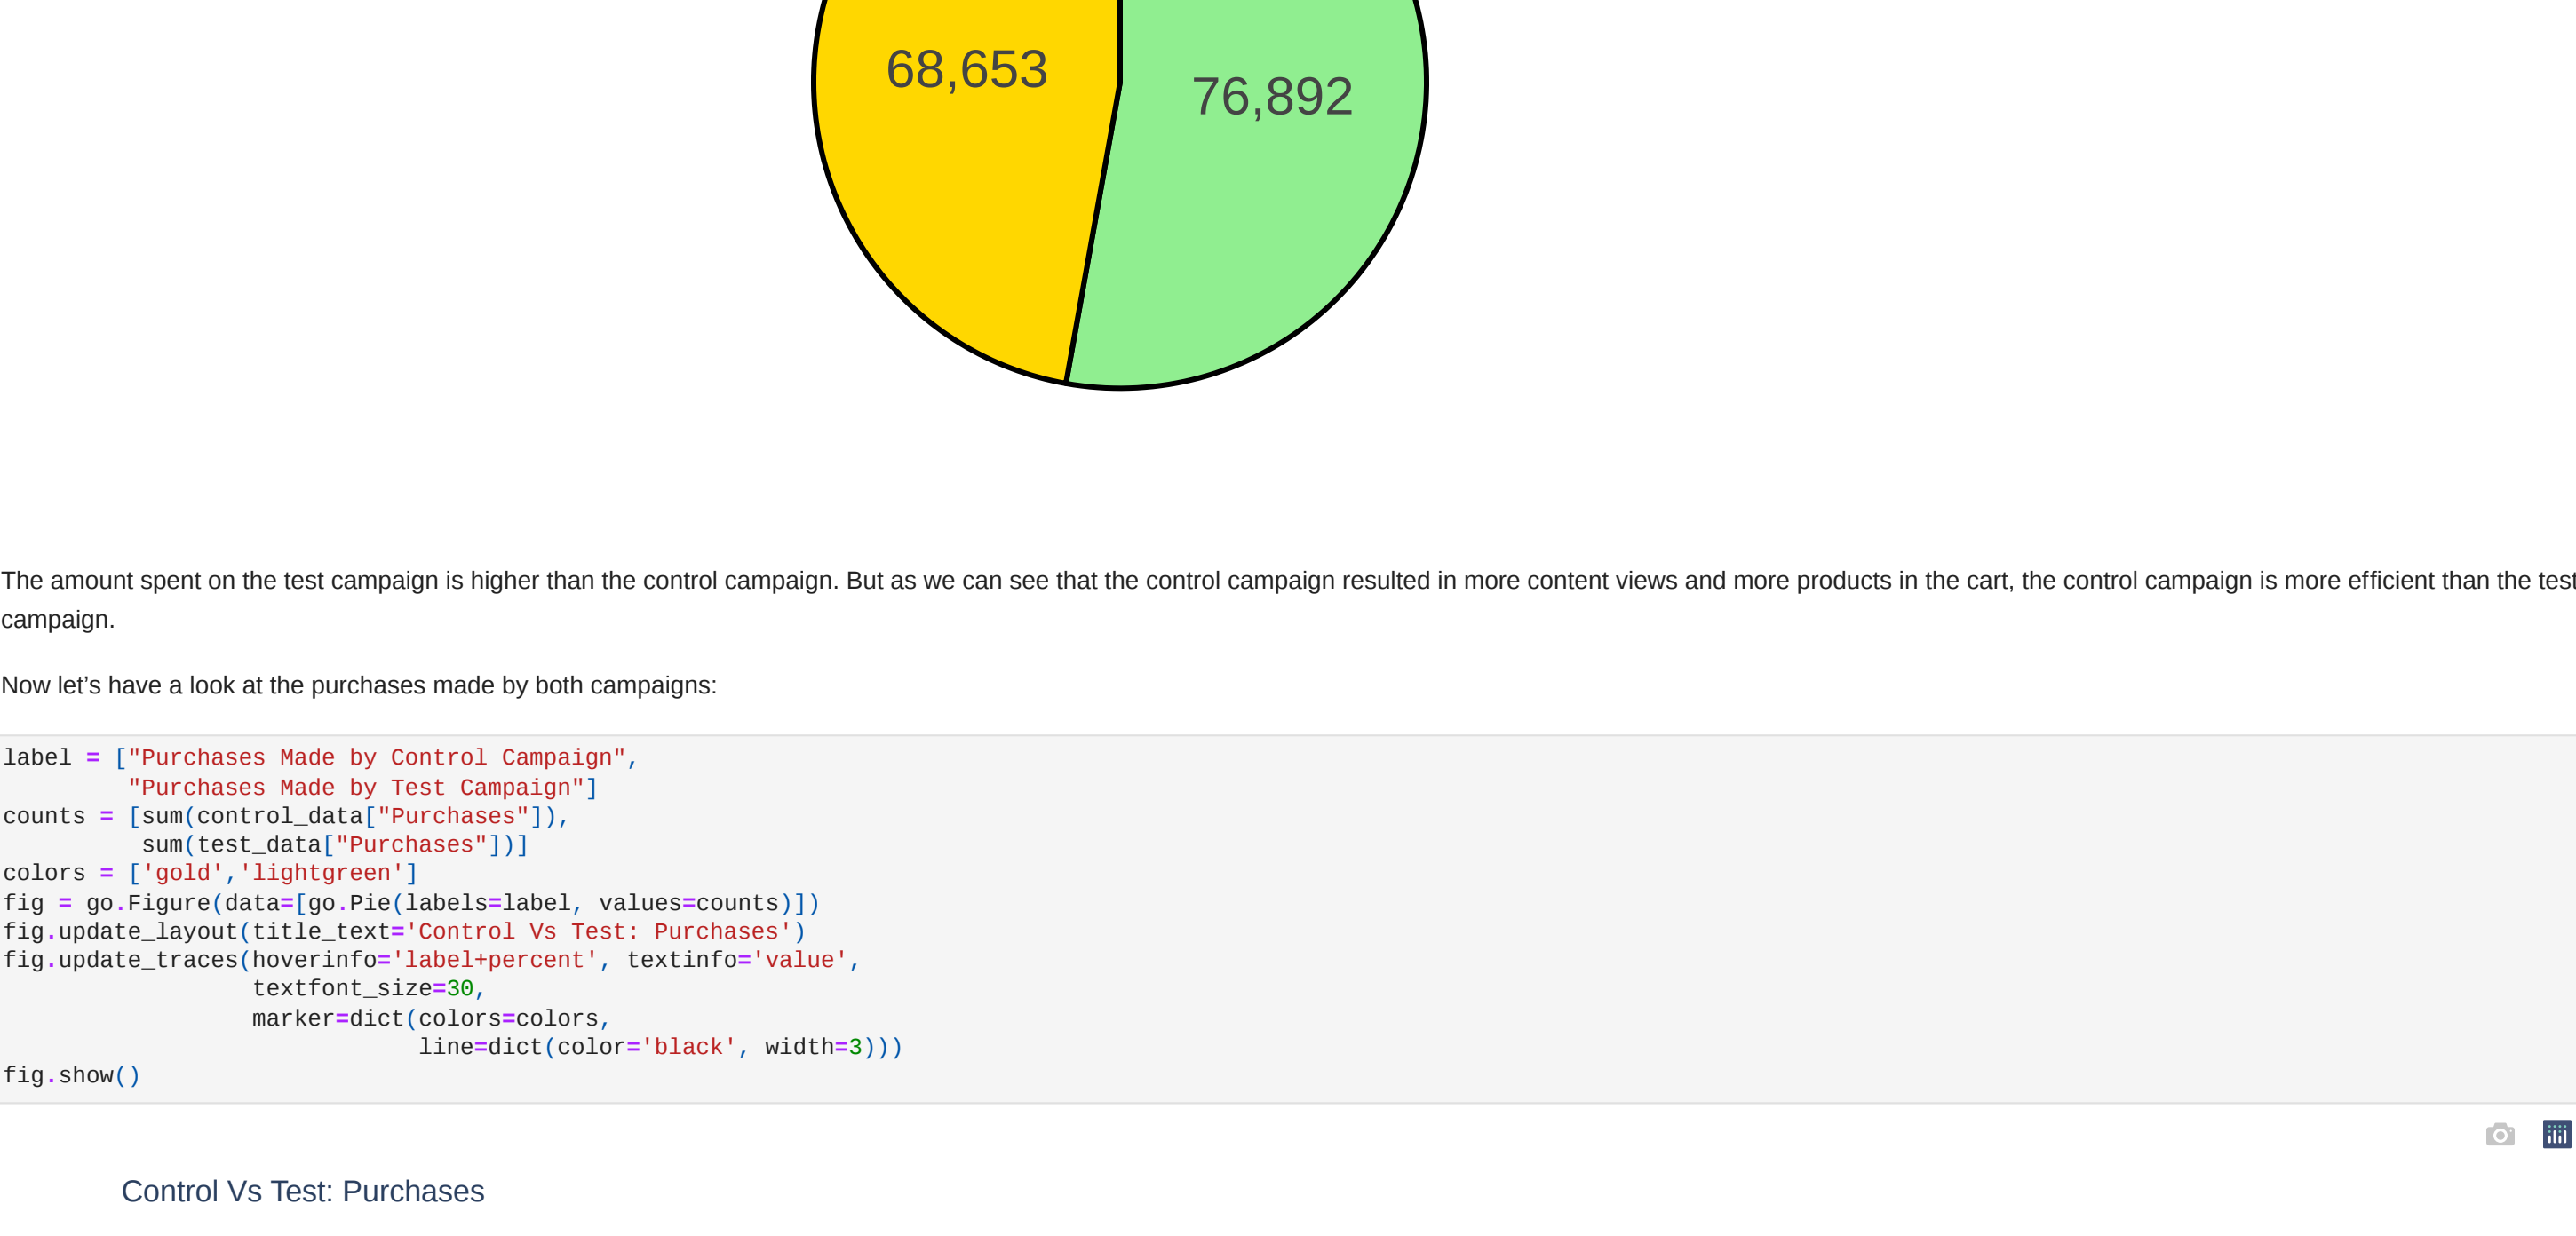 68,653
76,892
The amount spent on the test campaign is higher than the control campaign. But as we can see that the control campaign resulted in more content views and more products in the cart, the control campaign is more efficient than the test
campaign.
Now let’s have a look at the purchases made by both campaigns:
label = ["Purchases Made by Control Campaign",
         "Purchases Made by Test Campaign"]
counts = [sum(control_data["Purchases"]),
          sum(test_data["Purchases"])]
colors = ['gold','lightgreen']
fig = go.Figure(data=[go.Pie(labels=label, values=counts)])
fig.update_layout(title_text='Control Vs Test: Purchases')
fig.update_traces(hoverinfo='label+percent', textinfo='value',
                  textfont_size=30,
                  marker=dict(colors=colors,
                              line=dict(color='black', width=3)))
fig.show()
Control Vs Test: Purchases